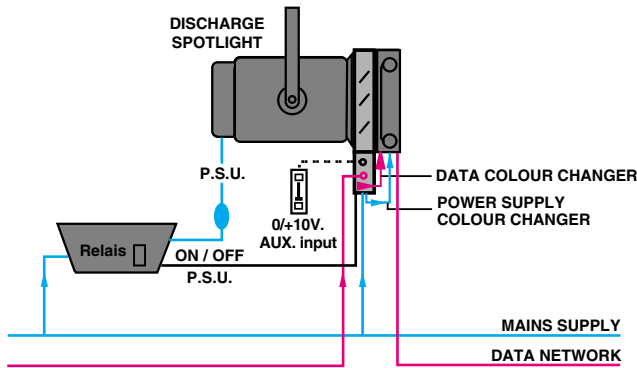 DISCHARGE
SPOTLIGHT
P.S.U.
DATA COLOUR CHANGER
POWER SUPPLY
COLOUR CHANGER
0/+10V.
AUX. input
Relais
ON / OFF
P.S.U.
MAINS SUPPLY
DATA NETWORK